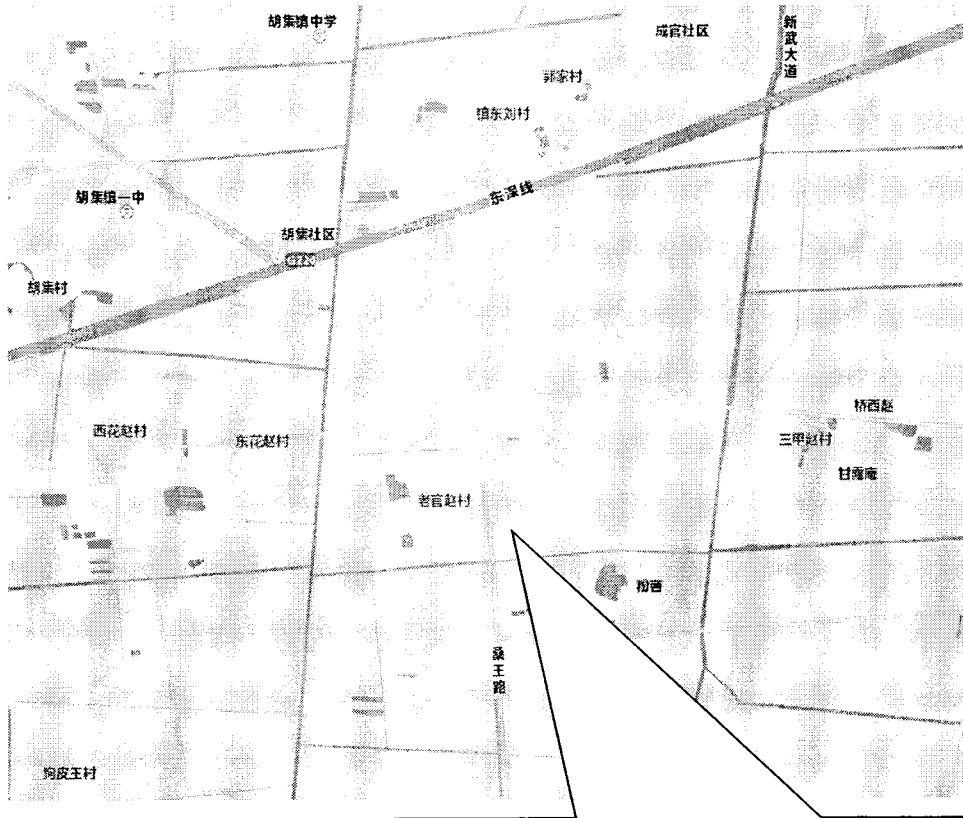 胡集镇中学
成官社区
新武大道
郭家村
镇东刘村
东深线
胡集镇一中
胡集社区
胡集村
桥西赵
三甲赵村
甘露庵
西花赵村
东花赵村
老官赵村
桑王路
狗皮王村